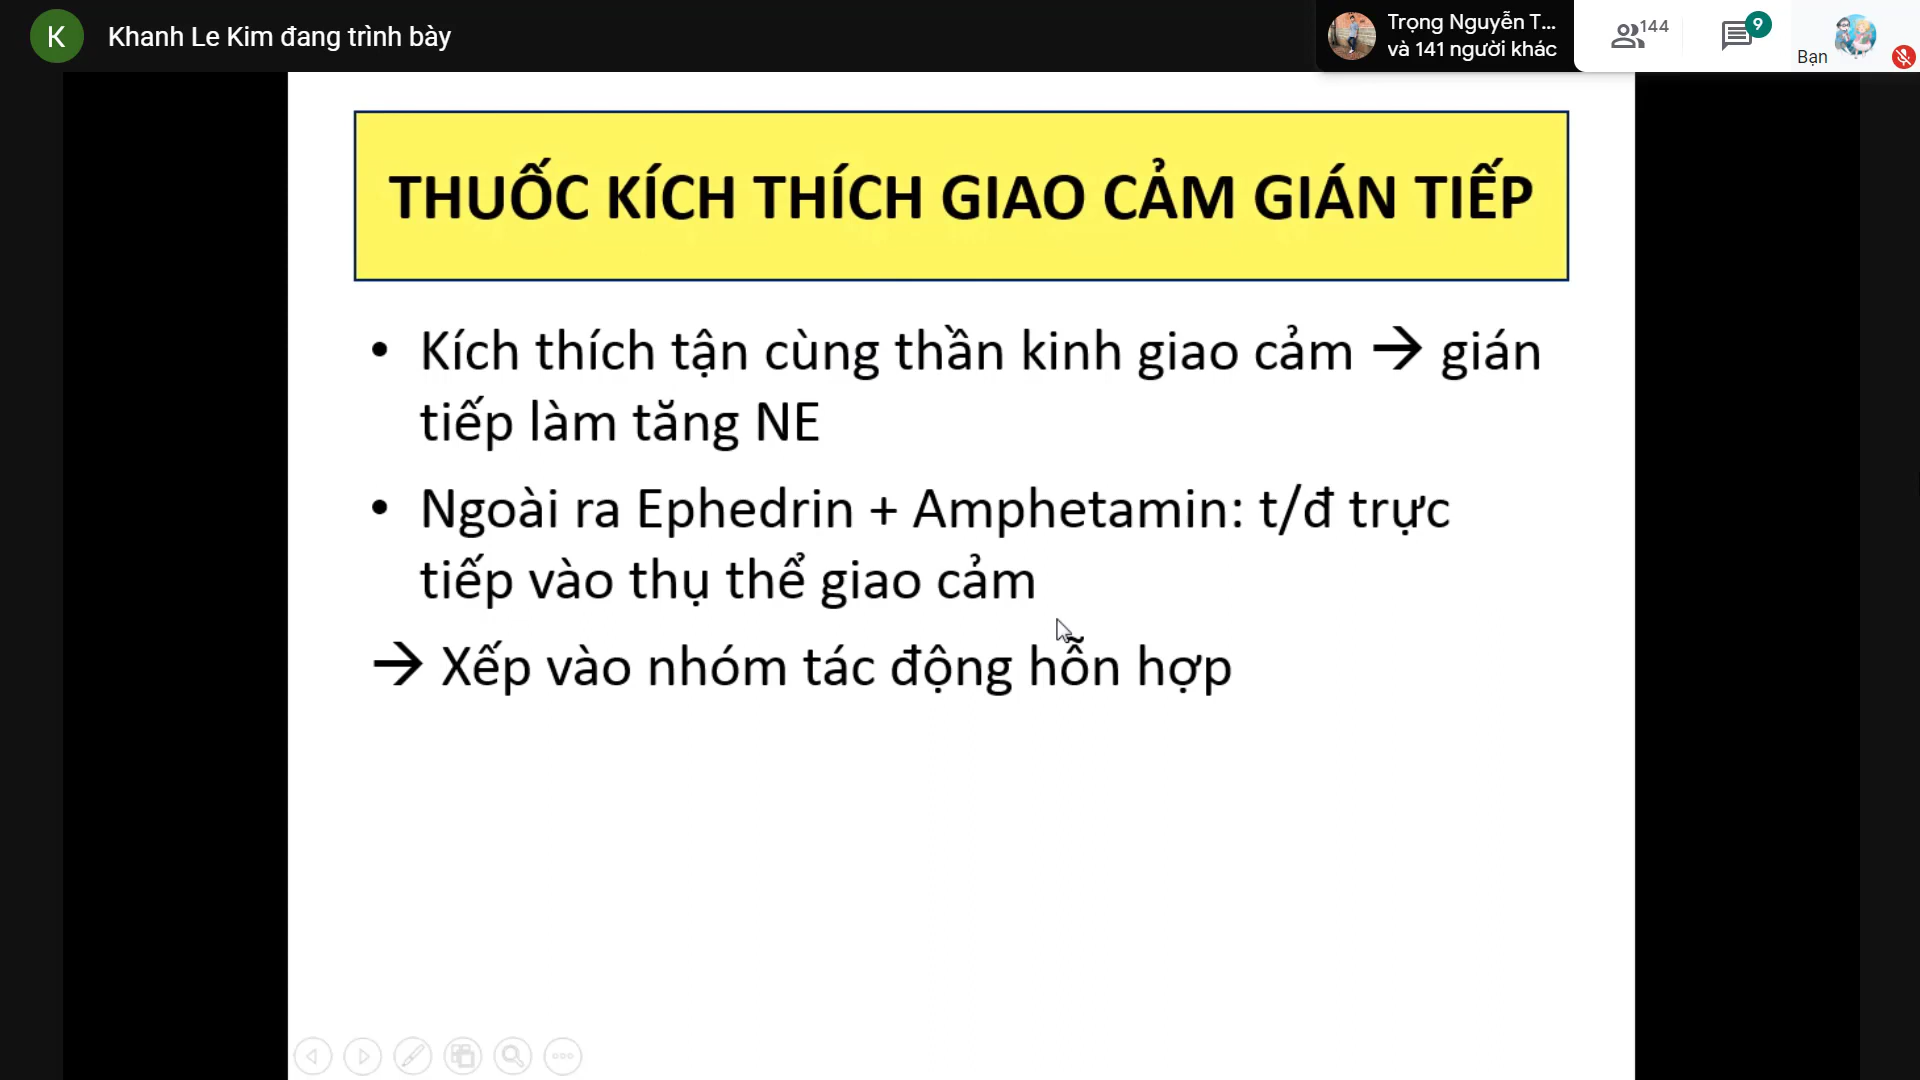 K
Khanh Le Kim đang trình bày
Trọng Nguyễn T...
và 141 người khác
144
9
Bạn
THUỐC KÍCH THÍCH GIAO CẢM GIÁN TIẾP
• Kích thích tận cùng thần kinh giao cảm → gián
tiếp làm tăng NE
• Ngoài ra Ephedrin + Amphetamin: t/đ trực
tiếp vào thụ thể giao cảm
→ Xếp vào nhóm tác động hỗn hợp